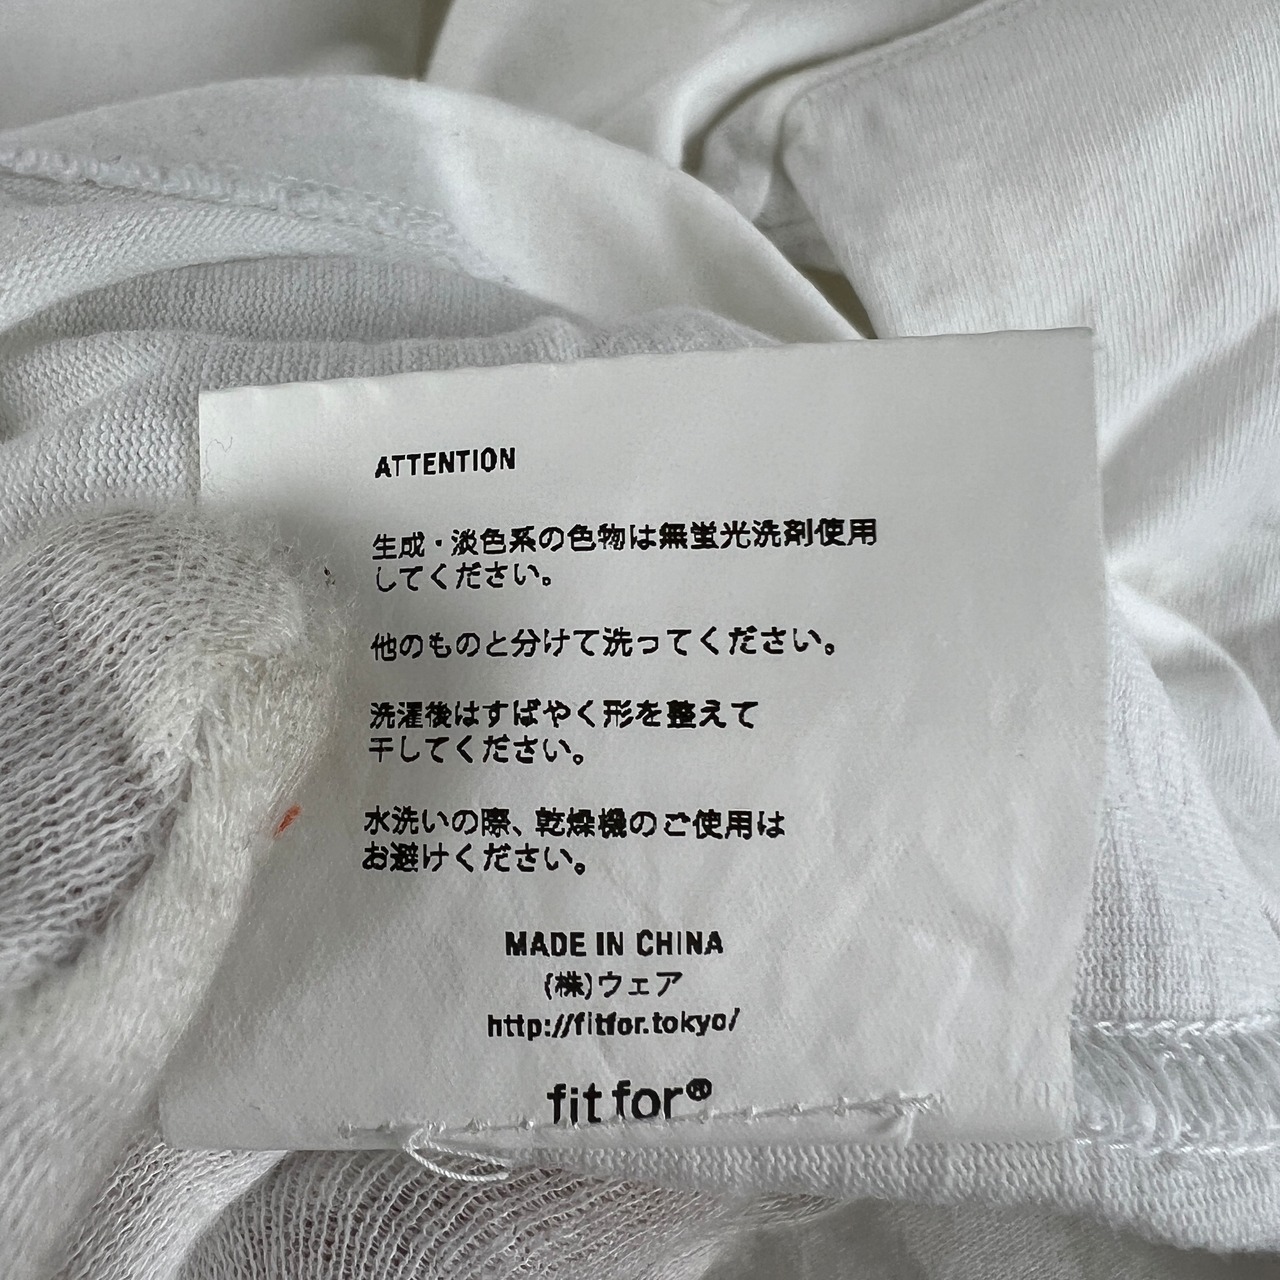 ATTENTION
生成・淡色系の色物は無蛍光洗剤使用
してください。
他のものと分けて洗ってください。
洗濯後はすばやく形を整えて
干してください。
水洗いの際、乾燥機のご使用は
お避けください。
MADE IN CHINA
(株)ウェア
http://fitfor.tokyo/
fit for®